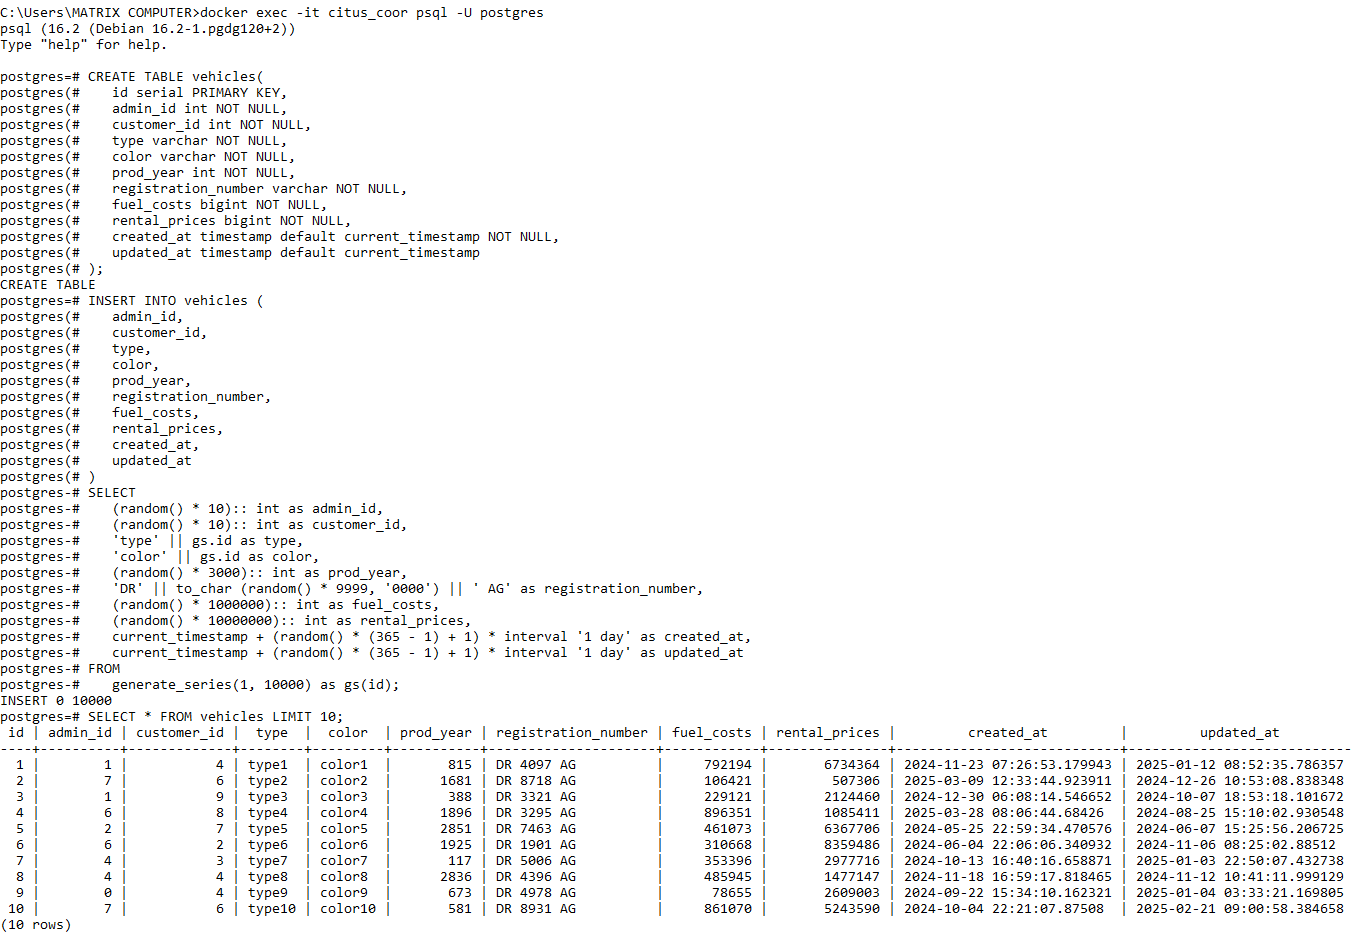 C:\Users\MATRIX COMPUTER>docker exec -it citus_coor psql -U postgres
psql (16.2 (Debian 16.2-1.pgdg120+2))
Type "help" for help.

postgres=# CREATE TABLE vehicles(
postgres(#    id serial PRIMARY KEY,
postgres(#    admin_id int NOT NULL,
postgres(#    customer_id int NOT NULL,
postgres(#    type varchar NOT NULL,
postgres(#    color varchar NOT NULL,
postgres(#    prod_year int NOT NULL,
postgres(#    registration_number varchar NOT NULL,
postgres(#    fuel_costs bigint NOT NULL,
postgres(#    rental_prices bigint NOT NULL,
postgres(#    created_at timestamp default current_timestamp NOT NULL,
postgres(#    updated_at timestamp default current_timestamp
postgres(# );
CREATE TABLE
postgres=# INSERT INTO vehicles (
postgres(#    admin_id,
postgres(#    customer_id,
postgres(#    type,
postgres(#    color,
postgres(#    prod_year,
postgres(#    registration_number,
postgres(#    fuel_costs,
postgres(#    rental_prices,
postgres(#    created_at,
postgres(#    updated_at
postgres(# )
postgres-# SELECT
postgres-#    (random() * 10):: int as admin_id,
postgres-#    (random() * 10):: int as customer_id,
postgres-#    'type' || gs.id as type,
postgres-#    'color' || gs.id as color,
postgres-#    (random() * 3000):: int as prod_year,
postgres-#    'DR' || to_char (random() * 9999, '0000') || ' AG' as registration_number,
postgres-#    (random() * 1000000):: int as fuel_costs,
postgres-#    (random() * 10000000):: int as rental_prices,
postgres-#    current_timestamp + (random() * (365 - 1) + 1) * interval '1 day' as created_at,
postgres-#    current_timestamp + (random() * (365 - 1) + 1) * interval '1 day' as updated_at
postgres-# FROM
postgres-#    generate_series(1, 10000) as gs(id);
INSERT 0 10000
postgres=# SELECT * FROM vehicles LIMIT 10;
 id | admin_id | customer_id |  type  |  color  | prod_year | registration_number | fuel_costs | rental_prices |         created_at         |         updated_at
----+----------+-------------+--------+---------+-----------+---------------------+------------+---------------+----------------------------+----------------------------
  1 |        1 |           4 | type1  | color1  |       815 | DR 4097 AG          |     792194 |       6734364 | 2024-11-23 07:26:53.179943 | 2025-01-12 08:52:35.786357
  2 |        7 |           6 | type2  | color2  |      1681 | DR 8718 AG          |     106421 |        507306 | 2025-03-09 12:33:44.923911 | 2024-12-26 10:53:08.838348
  3 |        1 |           9 | type3  | color3  |       388 | DR 3321 AG          |     229121 |       2124460 | 2024-12-30 06:08:14.546652 | 2024-10-07 18:53:18.101672
  4 |        6 |           8 | type4  | color4  |      1896 | DR 3295 AG          |     896351 |       1085411 | 2025-03-28 08:06:44.68426  | 2024-08-25 15:10:02.930548
  5 |        2 |           7 | type5  | color5  |      2851 | DR 7463 AG          |     461073 |       6367706 | 2024-05-25 22:59:34.470576 | 2024-06-07 15:25:56.206725
  6 |        6 |           2 | type6  | color6  |      1925 | DR 1901 AG          |     310668 |       8359486 | 2024-06-04 22:06:06.340932 | 2024-11-06 08:25:02.88512
  7 |        4 |           3 | type7  | color7  |       117 | DR 5006 AG          |     353396 |       2977716 | 2024-10-13 16:40:16.658871 | 2025-01-03 22:50:07.432738
  8 |        4 |           4 | type8  | color8  |      2836 | DR 4396 AG          |     485945 |       1477147 | 2024-11-18 16:59:17.818465 | 2024-11-12 10:41:11.999129
  9 |        0 |           4 | type9  | color9  |       673 | DR 4978 AG          |      78655 |       2609003 | 2024-09-22 15:34:10.162321 | 2025-01-04 03:33:21.169805
 10 |        7 |           6 | type10 | color10 |       581 | DR 8931 AG          |     861070 |       5243590 | 2024-10-04 22:21:07.87508  | 2025-02-21 09:00:58.384658
(10 rows)